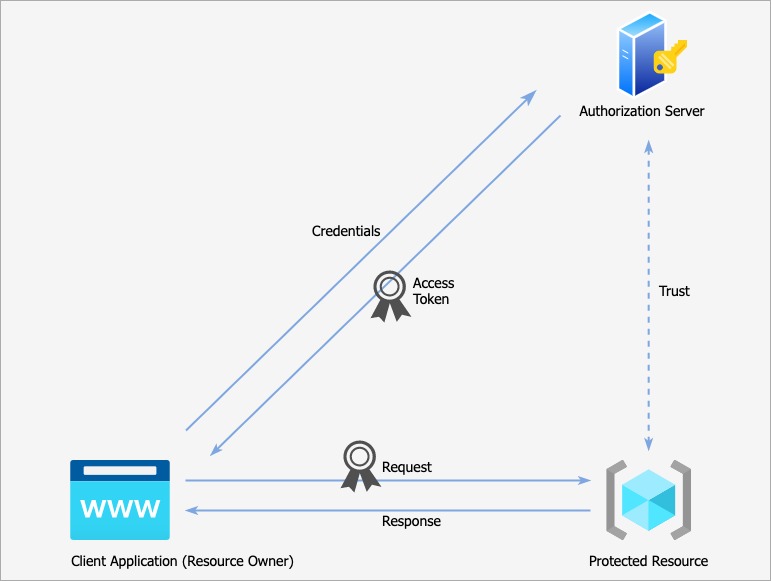 Authorization Server
Credentials
Access
Token
Trust
Request
WWW
Response
Client Application (Resource Owner)
Protected Resource